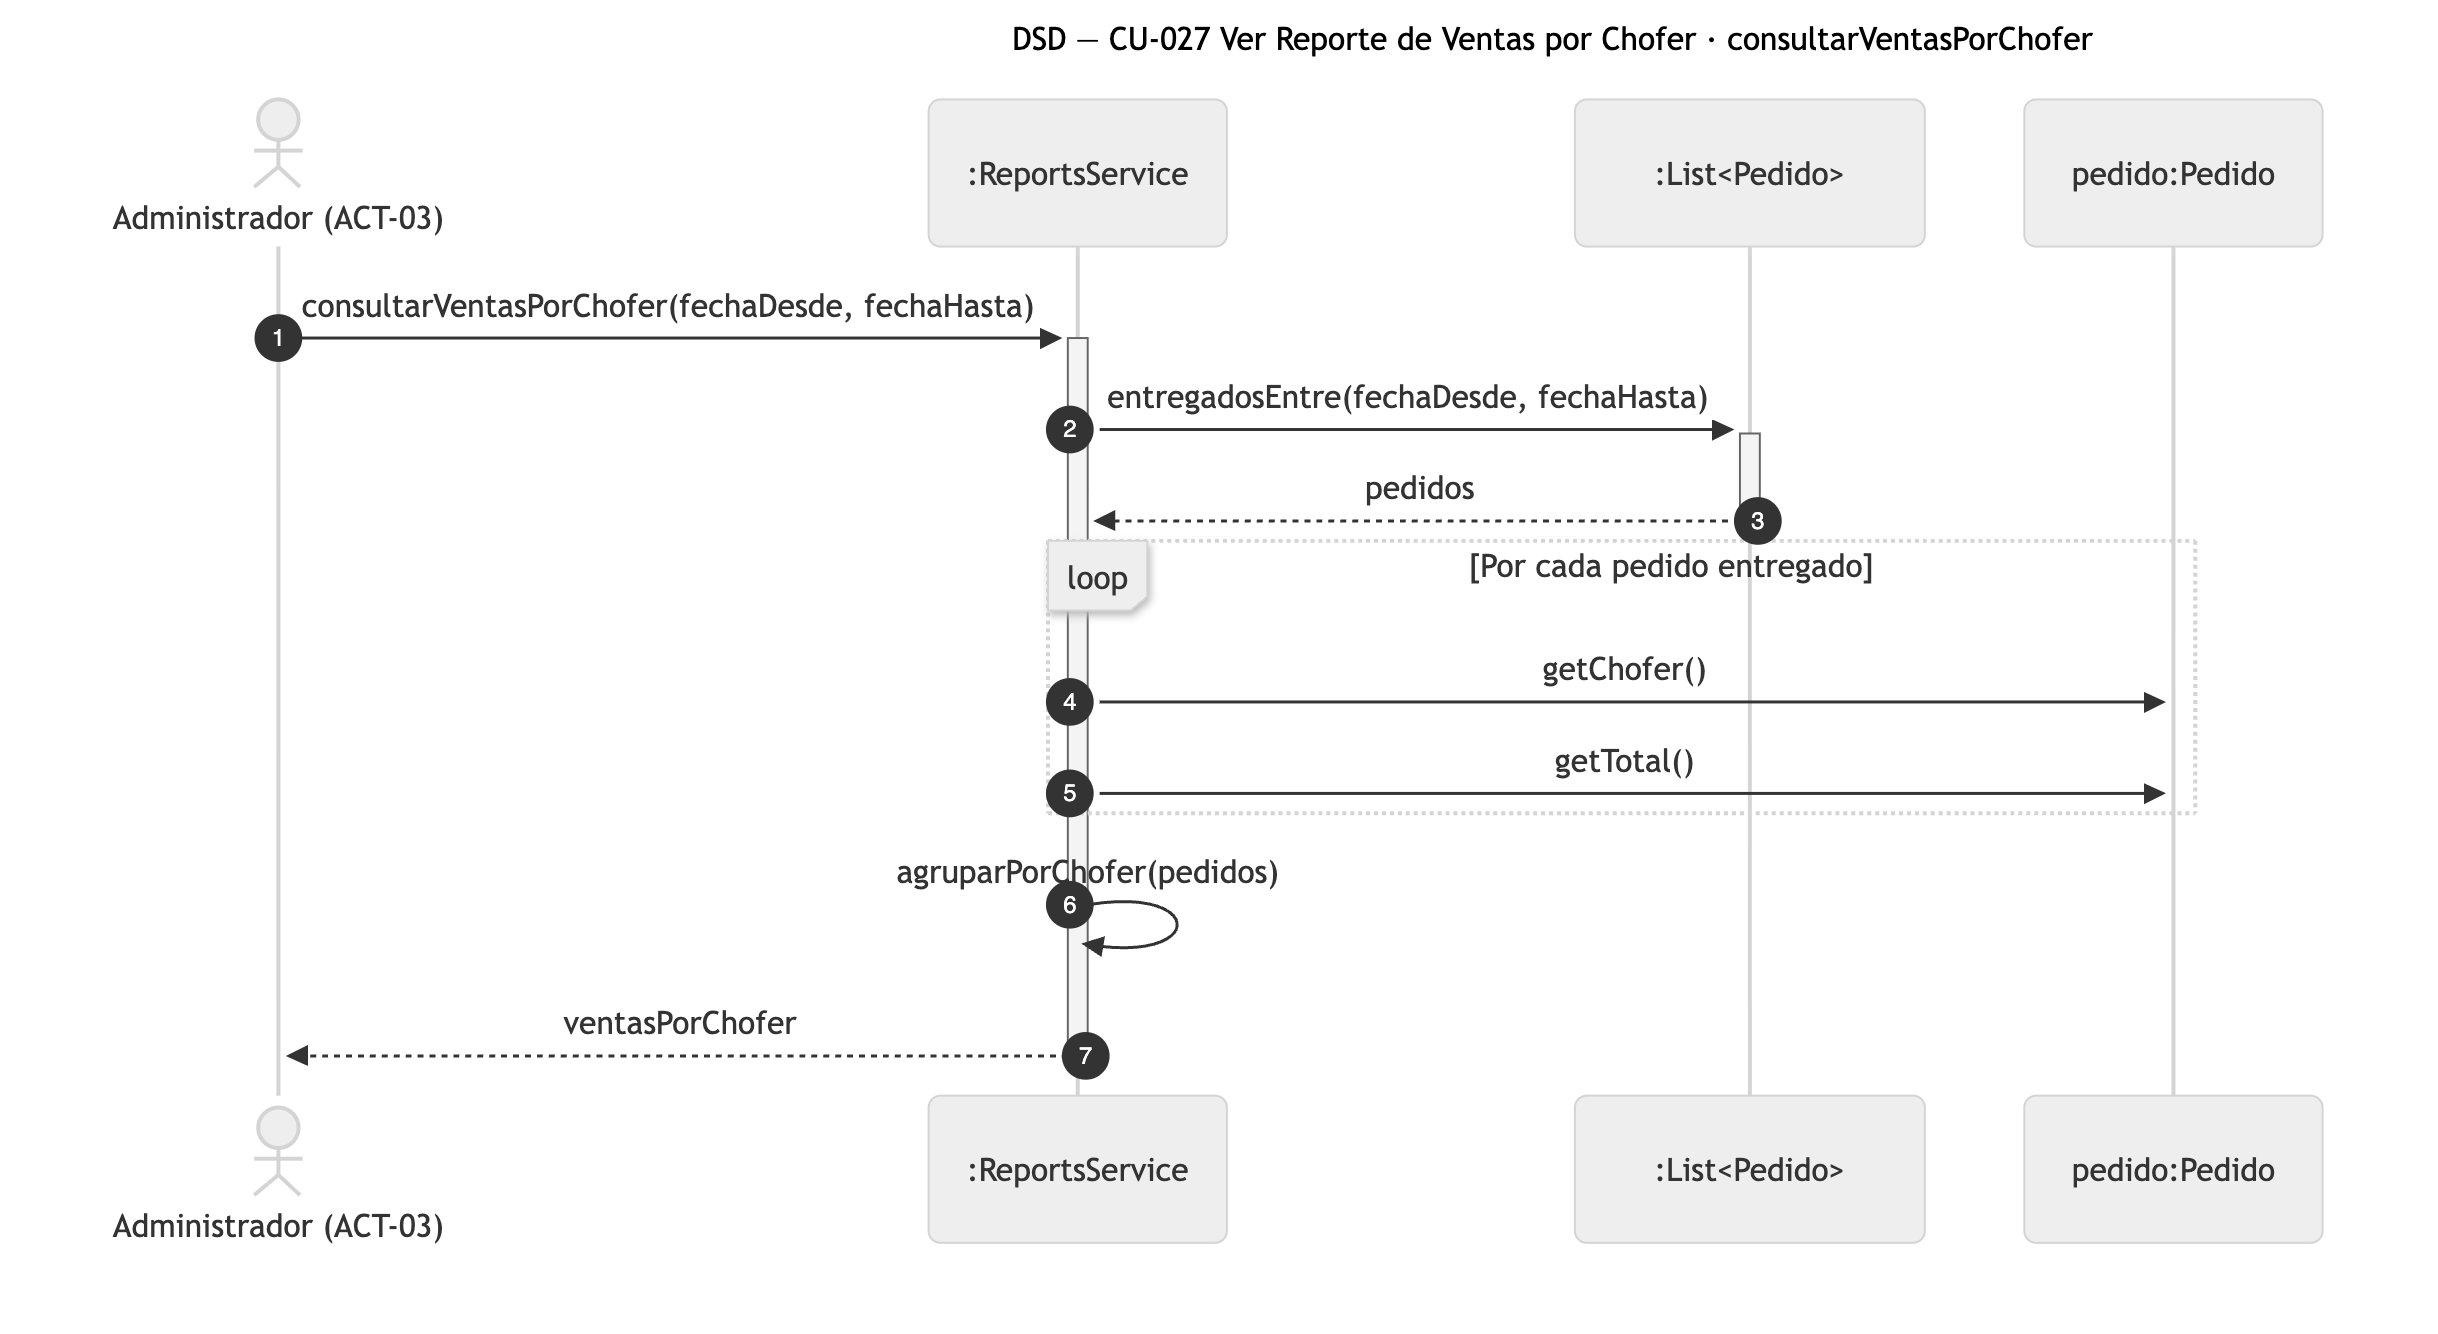 DSD — CU-027 Ver Reporte de Ventas por Chofer · consultarVentasPorChofer
Administrador (ACT-03)
:ReportsService
:List<Pedido>
pedido:Pedido
consultarVentasPorChofer(fechaDesde, fechaHasta)
1
entregadosEntre(fechaDesde, fechaHasta)
2
pedidos
3
loop
[Por cada pedido entregado]
getChofer()
4
getTotal()
5
agruparPorChofer(pedidos)
6
ventasPorChofer
7
:ReportsService
:List<Pedido>
pedido:Pedido
Administrador (ACT-03)